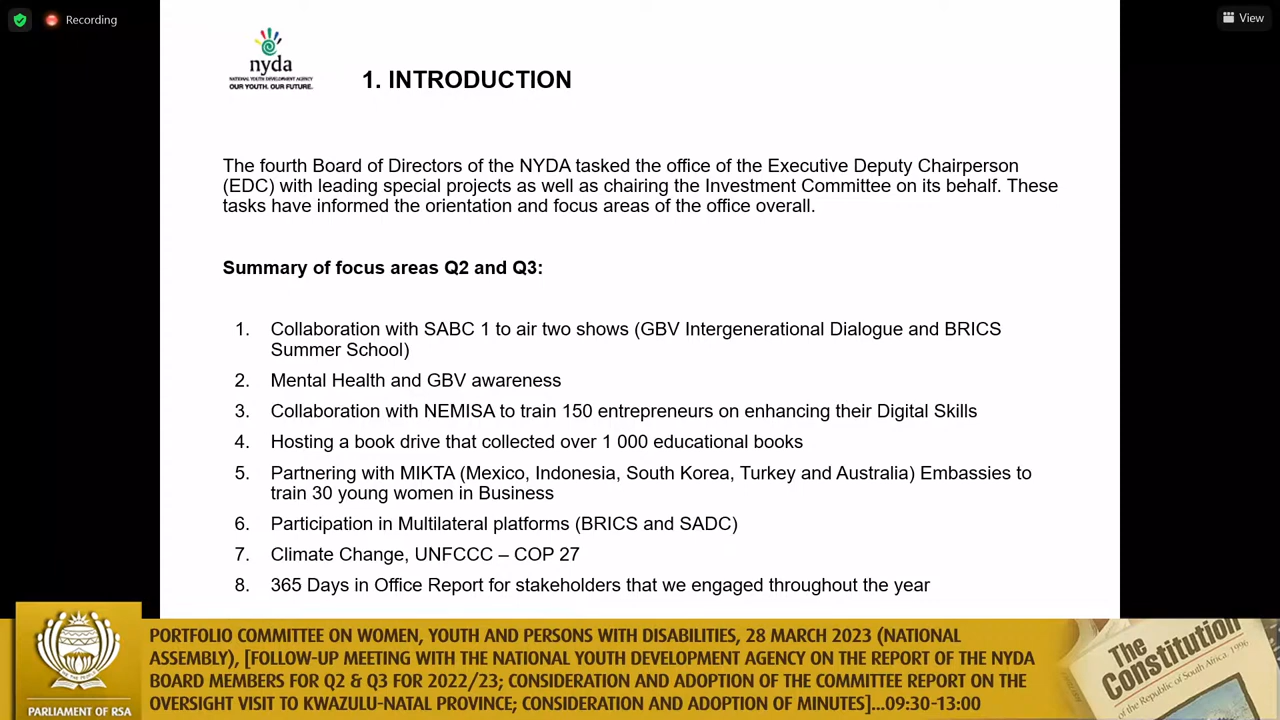 Recording
View
nyda
NATIONAL YOUTH DEVELOPMENT AGENCY
OUR YOUTH. OUR FUTURE.
1. INTRODUCTION
The fourth Board of Directors of the NYDA tasked the office of the Executive Deputy Chairperson
(EDC) with leading special projects as well as chairing the Investment Committee on its behalf. These
tasks have informed the orientation and focus areas of the office overall.
Summary of focus areas Q2 and Q3:
1. Collaboration with SABC 1 to air two shows (GBV Intergenerational Dialogue and BRICS
Summer School)
2. Mental Health and GBV awareness
3. Collaboration with NEMISA to train 150 entrepreneurs on enhancing their Digital Skills
4. Hosting a book drive that collected over 1 000 educational books
5. Partnering with MIKTA (Mexico, Indonesia, South Korea, Turkey and Australia) Embassies to
train 30 young women in Business
6. Participation in Multilateral platforms (BRICS and SADC)
7. Climate Change, UNFCCC – COP 27
8. 365 Days in Office Report for stakeholders that we engaged throughout the year
PORTFOLIO COMMITTEE ON WOMEN, YOUTH AND PERSONS WITH DISABILITIES, 28 MARCH 2023 (NATIONAL
ASSEMBLY), [FOLLOW-UP MEETING WITH THE NATIONAL YOUTH DEVELOPMENT AGENCY ON THE REPORT OF THE NYDA
BOARD MEMBERS FOR Q2 & Q3 FOR 2022/23; CONSIDERATION AND ADOPTION OF THE COMMITTEE REPORT ON THE
OVERSIGHT VISIT TO KWAZULU-NATAL PROVINCE; CONSIDERATION AND ADOPTION OF MINUTES]...09:30-13:00
PARLIAMENT OF RSA
The
Constitution
of the Republic of South Africa, 1996